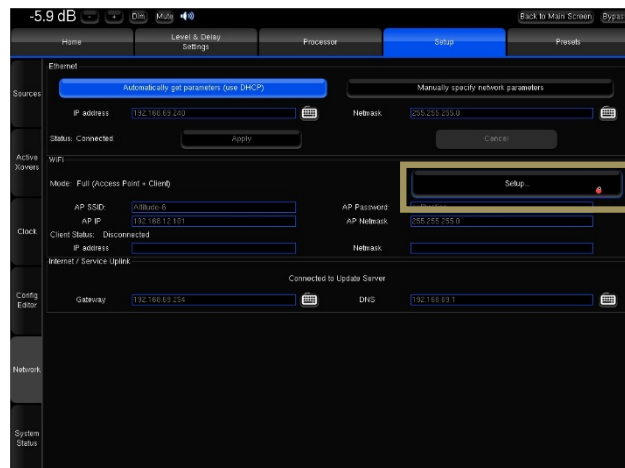 -5.9 dB - + Dim Mute Back to Main Screen Bypass
Home Level & Delay Settings Processor Setup Presets
Sources
Ethernet
Automatically get parameters (use DHCP) Manually specify network parameters
IP address 192.168.69.240 Netmask 255.255.255.0
Status: Connected Apply Cancel
Active Xovers
WiFi
Mode: Full (Access Point + Client) Setup...
AP SSID: Altitude-6 AP Password:
AP IP 192.168.12.101 AP Netmask 255.255.255.0
Clock
Client Status: Disconnected
IP address Netmask
Internet / Service Uplink
Connected to Update Server
Config Editor
Gateway 192.168.69.254 DNS 192.168.69.1
Network
System Status